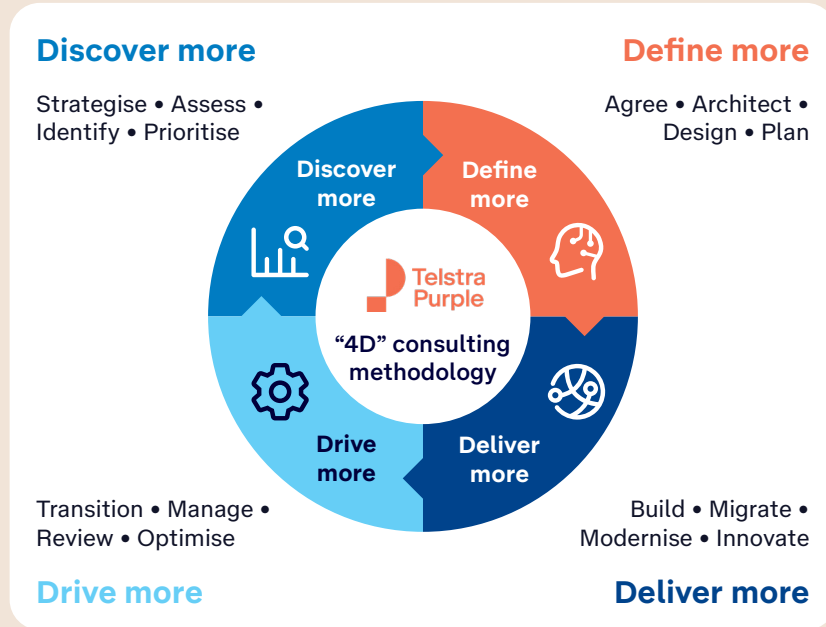 Discover more
Strategise • Assess •
Identify • Prioritise
Define more
Agree • Architect •
Design • Plan
Discover
more
Define
more
Telstra
Purple
“4D” consulting
methodology
Drive
more
Deliver
more
Transition • Manage •
Review • Optimise
Drive more
Build • Migrate •
Modernise • Innovate
Deliver more